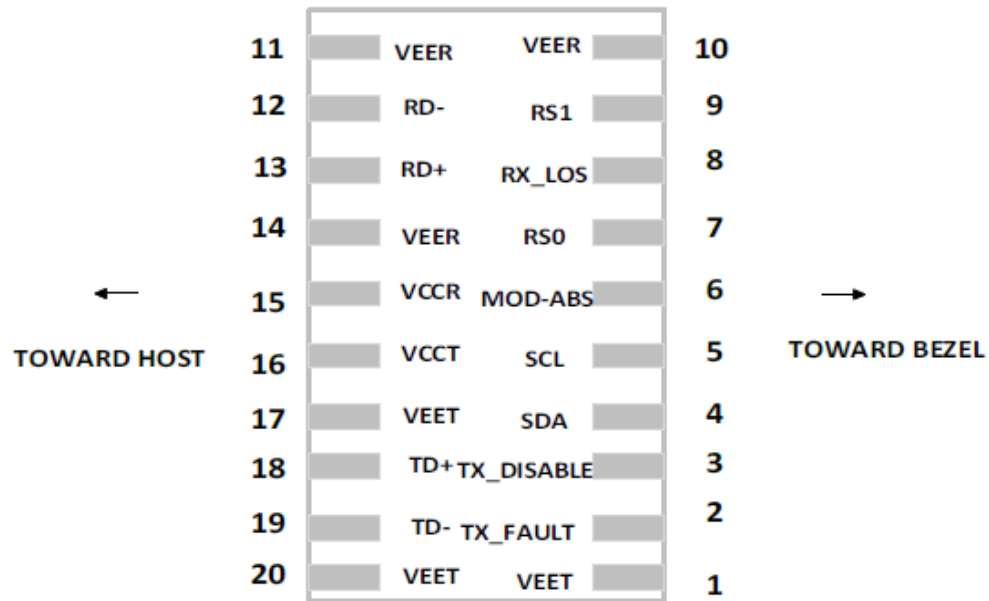 11 VEER VEER 10
12 RD- RS1 9
13 RD+ RX_LOS 8
14 VEER RS0 7
15 VCCR MOD-ABS 6
TOWARD HOST TOWARD BEZEL
16 VCCT SCL 5
17 VEET SDA 4
18 TD+ TX_DISABLE 3
19 TD- TX_FAULT 2
20 VEET VEET 1